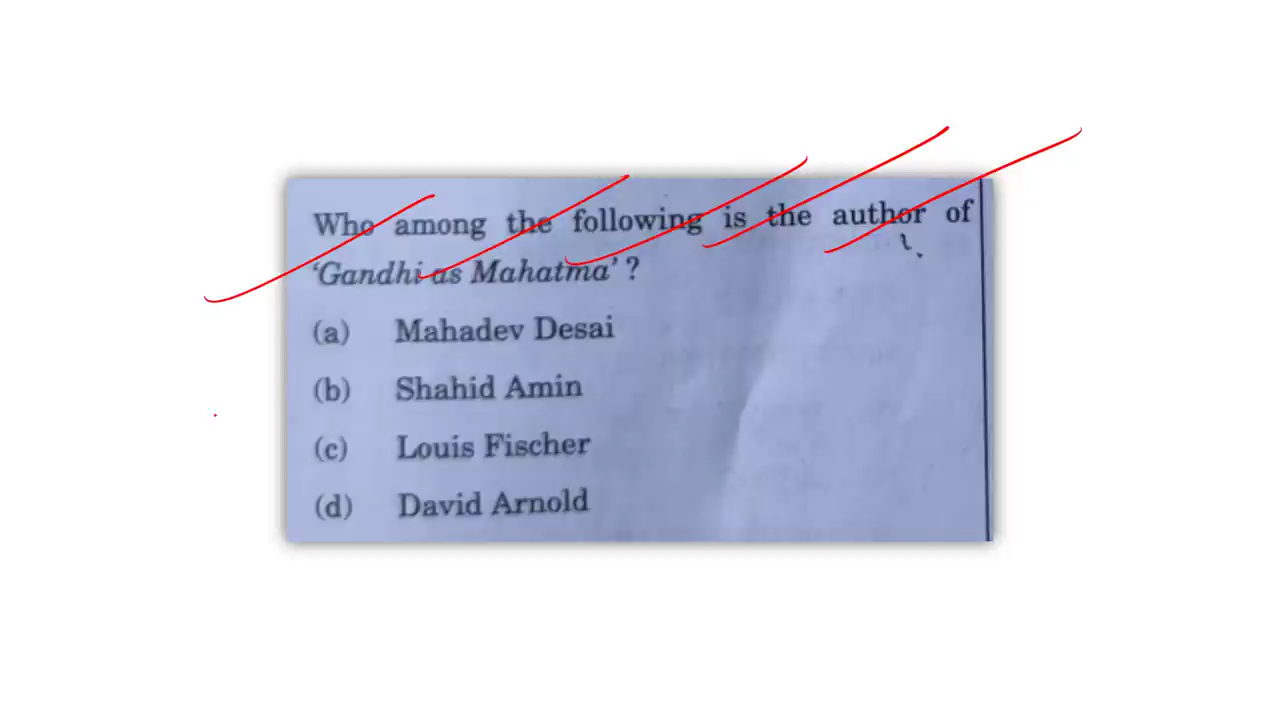 Who among the following is the author of
'Gandhi as Mahatma' ?
(a) Mahadev Desai
(b) Shahid Amin
(c) Louis Fischer
(d) David Arnold